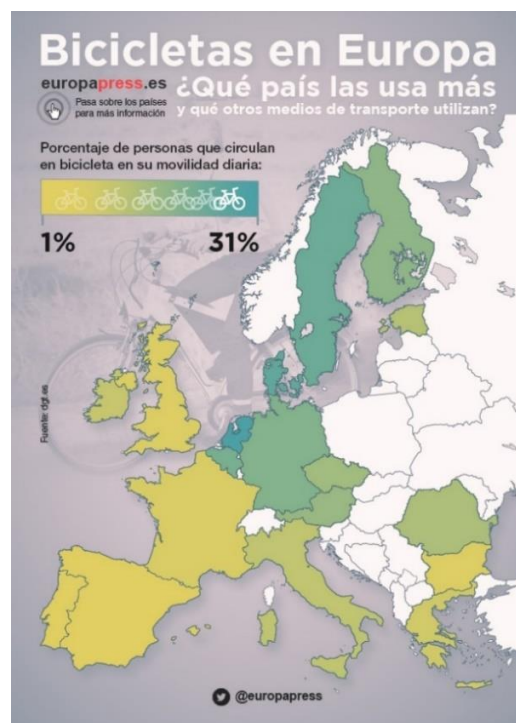 Bicicletas en Europa
europapress.es
¿Qué país las usa más
y qué otros medios de transporte utilizan?
Pasa sobre los países
para más información
Porcentaje de personas que circulan
en bicicleta en su movilidad diaria:
1% 31%
Fuente: dgt.es
@europapress